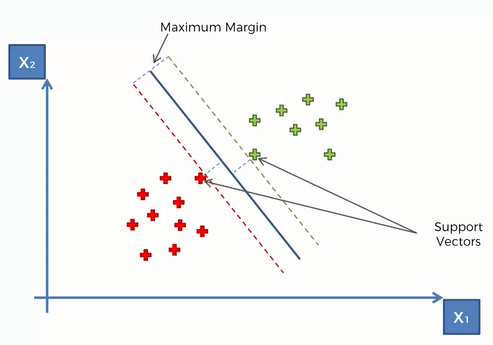 Maximum Margin
X₂
Support
Vectors
X₁